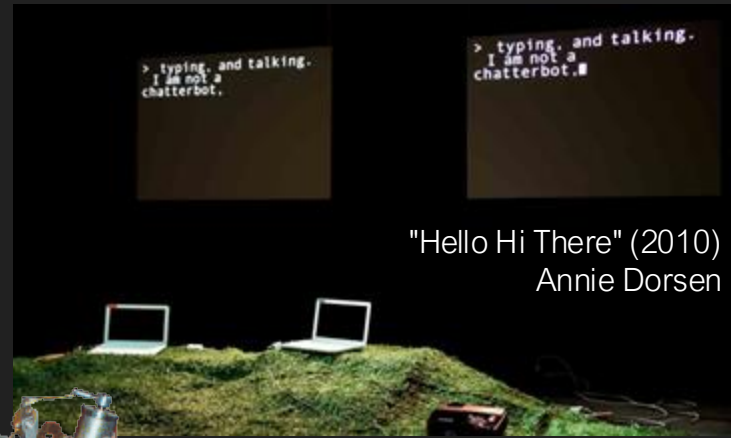 > typing, and talking.
I am not a
chatterbot.
> typing, and talking.
I am not a
chatterbot.
"Hello Hi There" (2010)
Annie Dorsen